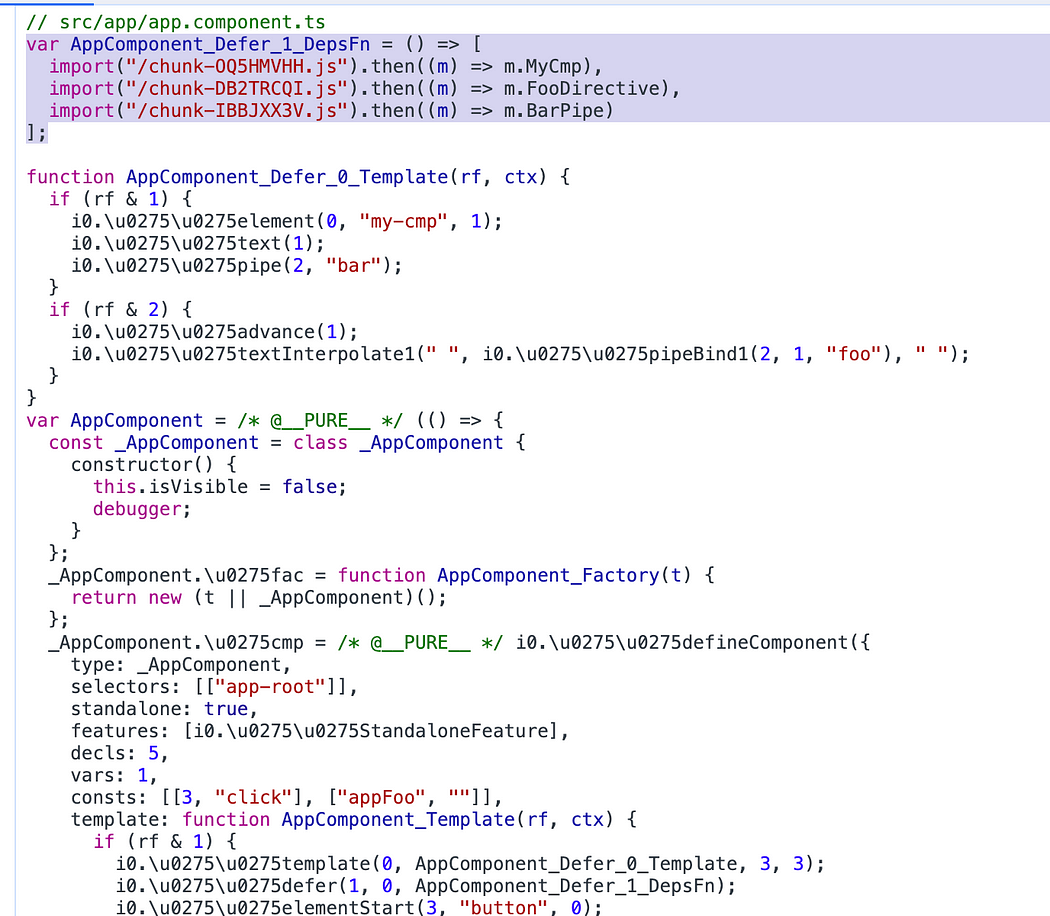 // src/app/app.component.ts
var AppComponent_Defer_1_DepsFn = () => [
  import("/chunk-OQ5HMVHH.js").then((m) => m.MyCmp),
  import("/chunk-DB2TRCQI.js").then((m) => m.FooDirective),
  import("/chunk-IBBJXX3V.js").then((m) => m.BarPipe)
];

function AppComponent_Defer_0_Template(rf, ctx) {
  if (rf & 1) {
    i0.\u0275\u0275element(0, "my-cmp", 1);
    i0.\u0275\u0275text(1);
    i0.\u0275\u0275pipe(2, "bar");
  }
  if (rf & 2) {
    i0.\u0275\u0275advance(1);
    i0.\u0275\u0275textInterpolate1(" ", i0.\u0275\u0275pipeBind1(2, 1, "foo"), " ");
  }
}
var AppComponent = /* @__PURE__ */ (() => {
  const _AppComponent = class _AppComponent {
    constructor() {
      this.isVisible = false;
      debugger;
    }
  };
  _AppComponent.\u0275fac = function AppComponent_Factory(t) {
    return new (t || _AppComponent)();
  };
  _AppComponent.\u0275cmp = /* @__PURE__ */ i0.\u0275\u0275defineComponent({
    type: _AppComponent,
    selectors: [["app-root"]],
    standalone: true,
    features: [i0.\u0275\u0275StandaloneFeature],
    decls: 5,
    vars: 1,
    consts: [[3, "click"], ["appFoo", ""]],
    template: function AppComponent_Template(rf, ctx) {
      if (rf & 1) {
        i0.\u0275\u0275template(0, AppComponent_Defer_0_Template, 3, 3);
        i0.\u0275\u0275defer(1, 0, AppComponent_Defer_1_DepsFn);
        i0.\u0275\u0275elementStart(3, "button", 0);